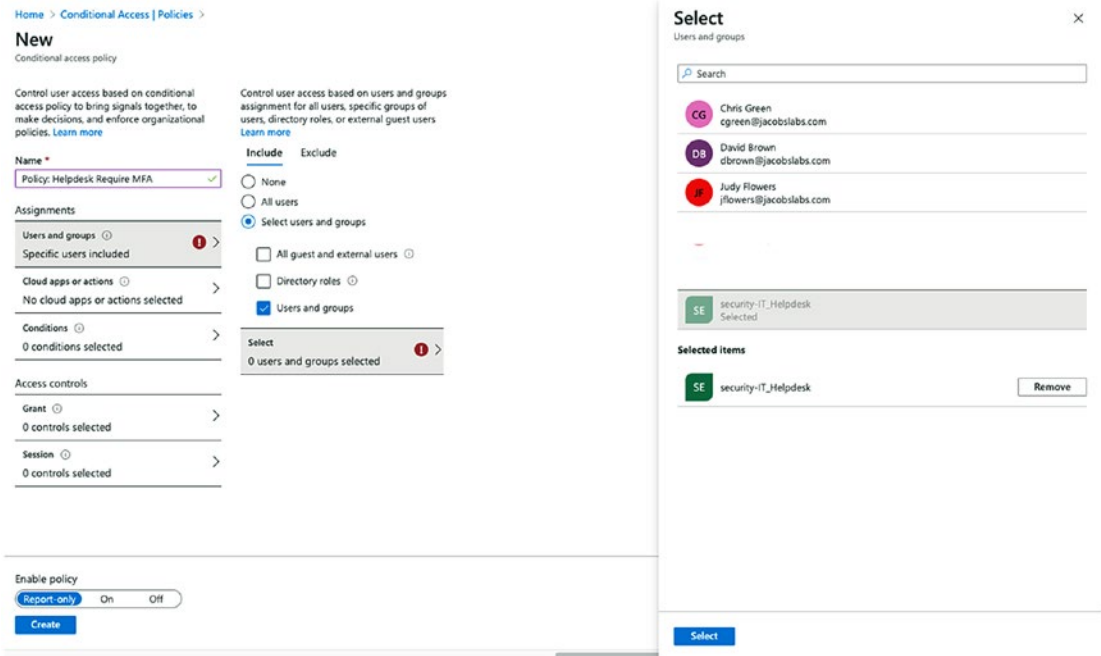 Home > Conditional Access | Policies >
New
Conditional access policy
Control user access based on conditional
access policy to bring signals together, to
make decisions, and enforce organizational
policies. Learn more
Name *
Policy: Helpdesk Require MFA
Assignments
Users and groups
Specific users included
Cloud apps or actions
No cloud apps or actions selected
Conditions
0 conditions selected
Access controls
Grant
0 controls selected
Session
0 controls selected
Enable policy
Report-only On Off
Create
Control user access based on users and groups
assignment for all users, specific groups of
users, directory roles, or external guest users
Learn more
Include Exclude
None
All users
Select users and groups
All guest and external users
Directory roles
Users and groups
Select
0 users and groups selected
Select
Users and groups
Search
CG Chris Green
cgreen@jacobslabs.com
DB David Brown
dbrown@jacobslabs.com
JF Judy Flowers
jflowers@jacobslabs.com
SE security-IT_Helpdesk
Selected
Selected items
SE security-IT_Helpdesk Remove
Select